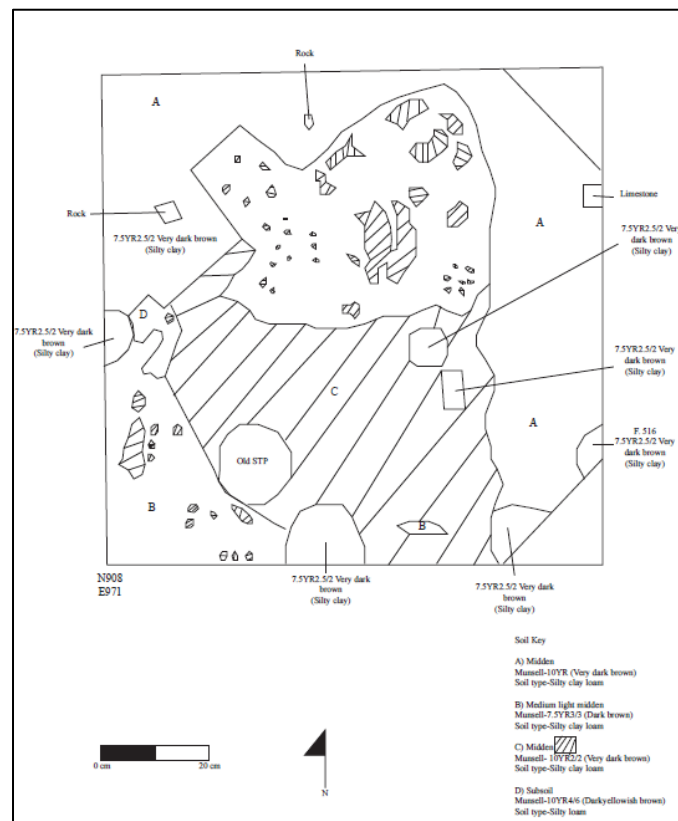 Rock
A
Limestone
Rock
7.5YR2.5/2 Very dark brown
(Silty clay)
7.5YR2.5/2 Very
dark brown
(Silty clay)
A
D
7.5YR2.5/2 Very dark
brown
(Silty clay)
7.5YR2.5/2 Very
dark brown
(Silty clay)
C
A
F. 516
7.5YR2.5/2 Very
dark brown
(Silty clay)
Old STP
B
B
N908
E971
7.5YR2.5/2 Very dark
brown
(Silty clay)
7.5YR2.5/2 Very dark
brown
(Silty clay)
Soil Key
A) Midden
Munsell-10YR (Very dark brown)
Soil type-Silty clay loam
B) Medium light midden
Munsell-7.5YR3/3 (Dark brown)
Soil type-Silty clay loam
C) Midden
Munsell- 10YR2/2 (Very dark brown)
Soil type-Silty clay loam
D) Subsoil
Munsell-10YR4/6 (Darkyellowish brown)
Soil type-Silty loam
0 cm
20 cm
N